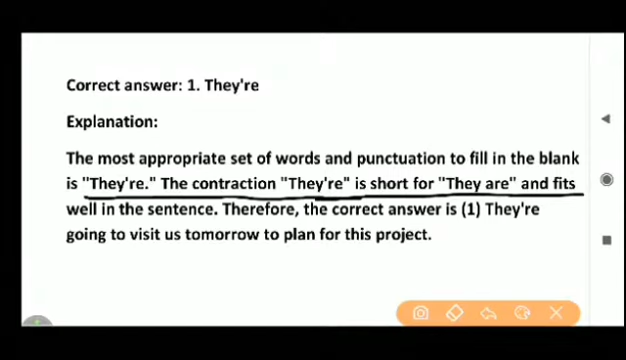 Correct answer: 1. They're
Explanation:
The most appropriate set of words and punctuation to fill in the blank
is "They're." The contraction "They're" is short for "They are" and fits
well in the sentence. Therefore, the correct answer is (1) They're
going to visit us tomorrow to plan for this project.